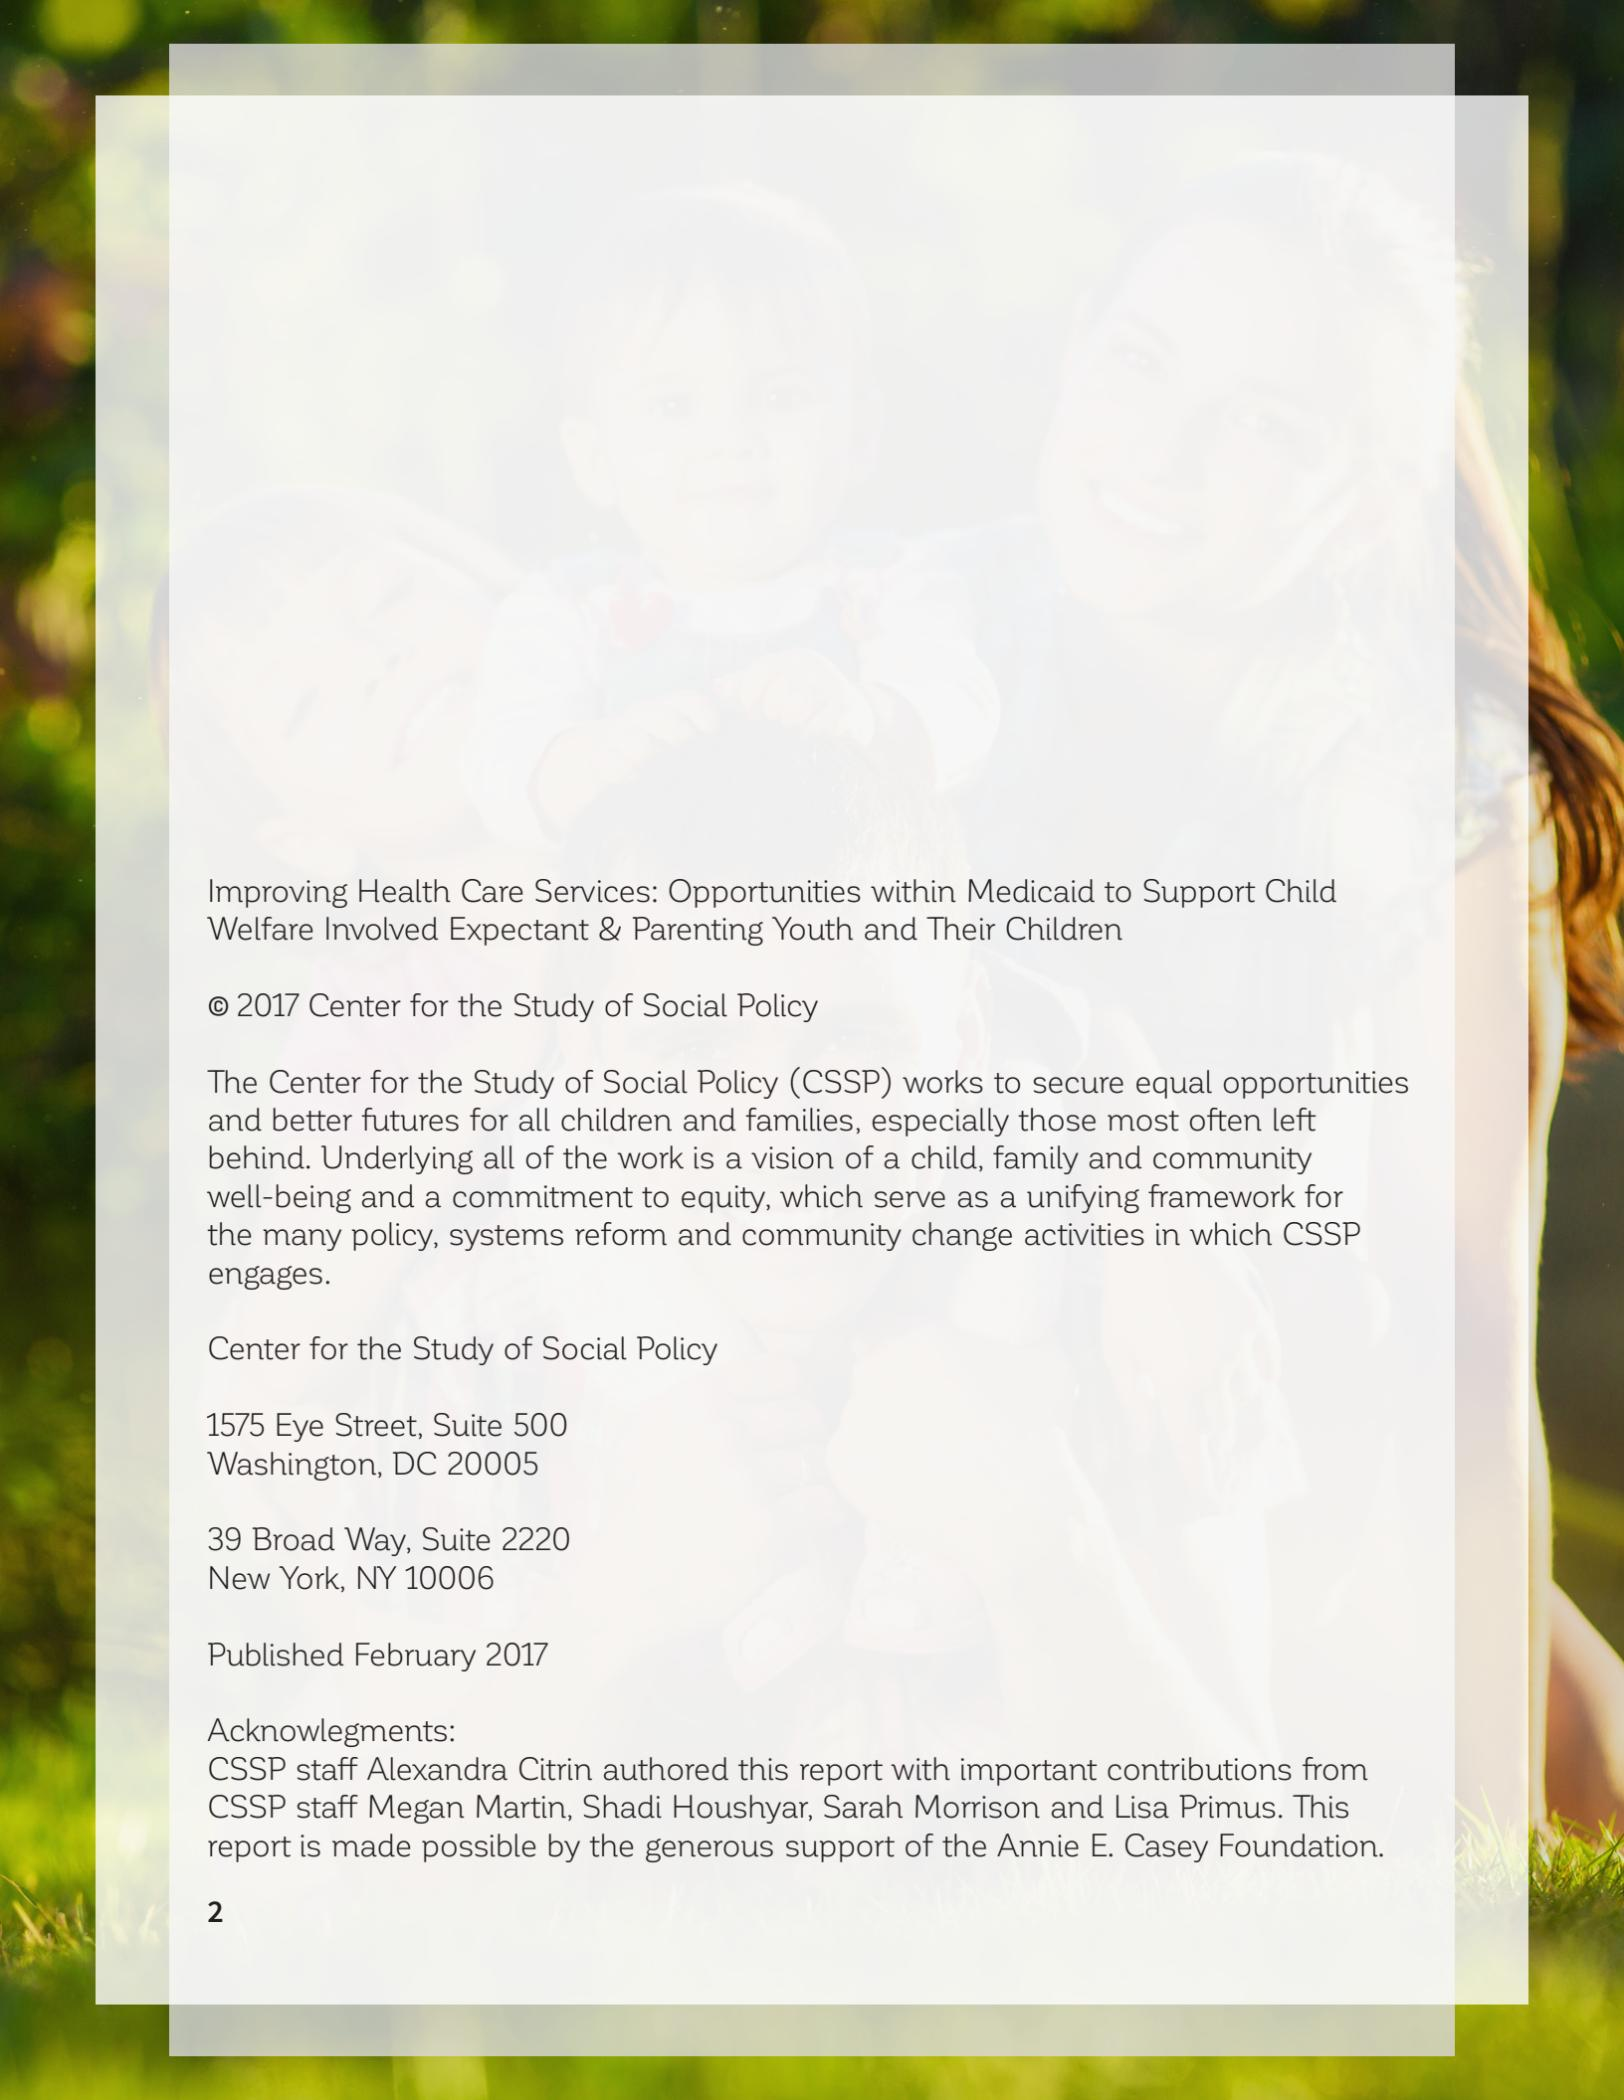 Improving Health Care Services: Opportunities within Medicaid to Support Child
Welfare Involved Expectant & Parenting Youth and Their Children
© 2017 Center for the Study of Social Policy
The Center for the Study of Social Policy (CSSP) works to secure equal opportunities
and better futures for all children and families, especially those most often left
behind. Underlying all of the work is a vision of a child, family and community
well-being and a commitment to equity, which serve as a unifying framework for
the many policy, systems reform and community change activities in which CSSP
engages.
Center for the Study of Social Policy
1575 Eye Street, Suite 500
Washington, DC 20005
39 Broad Way, Suite 2220
New York, NY 10006
Published February 2017
Acknowlegments:
CSSP staff Alexandra Citrin authored this report with important contributions from
CSSP staff Megan Martin, Shadi Houshyar, Sarah Morrison and Lisa Primus. This
report is made possible by the generous support of the Annie E. Casey Foundation.
2